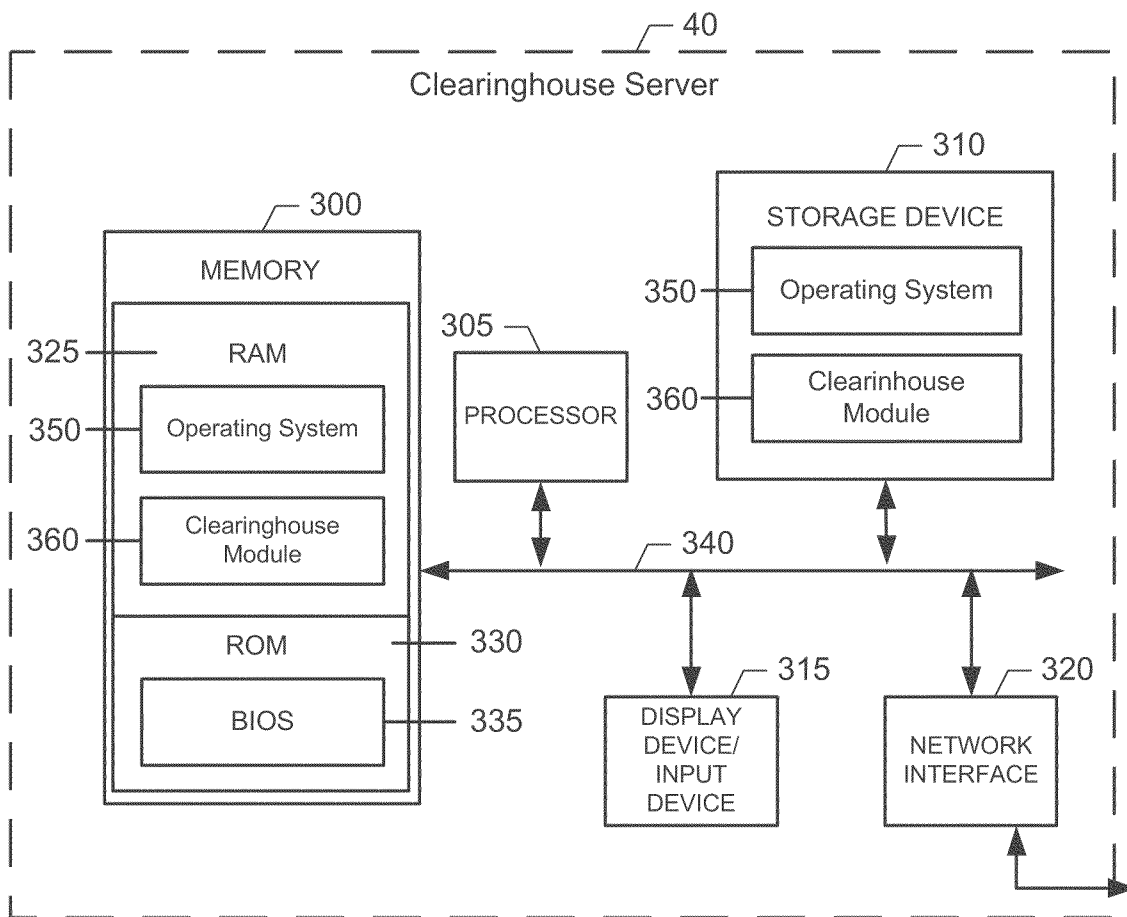 40
Clearinghouse Server
310
STORAGE DEVICE
350
Operating System
360
Clearinhouse
Module
300
MEMORY
325
RAM
350
Operating System
360
Clearinghouse
Module
ROM
330
BIOS
335
305
PROCESSOR
340
315
DISPLAY
DEVICE/
INPUT
DEVICE
320
NETWORK
INTERFACE